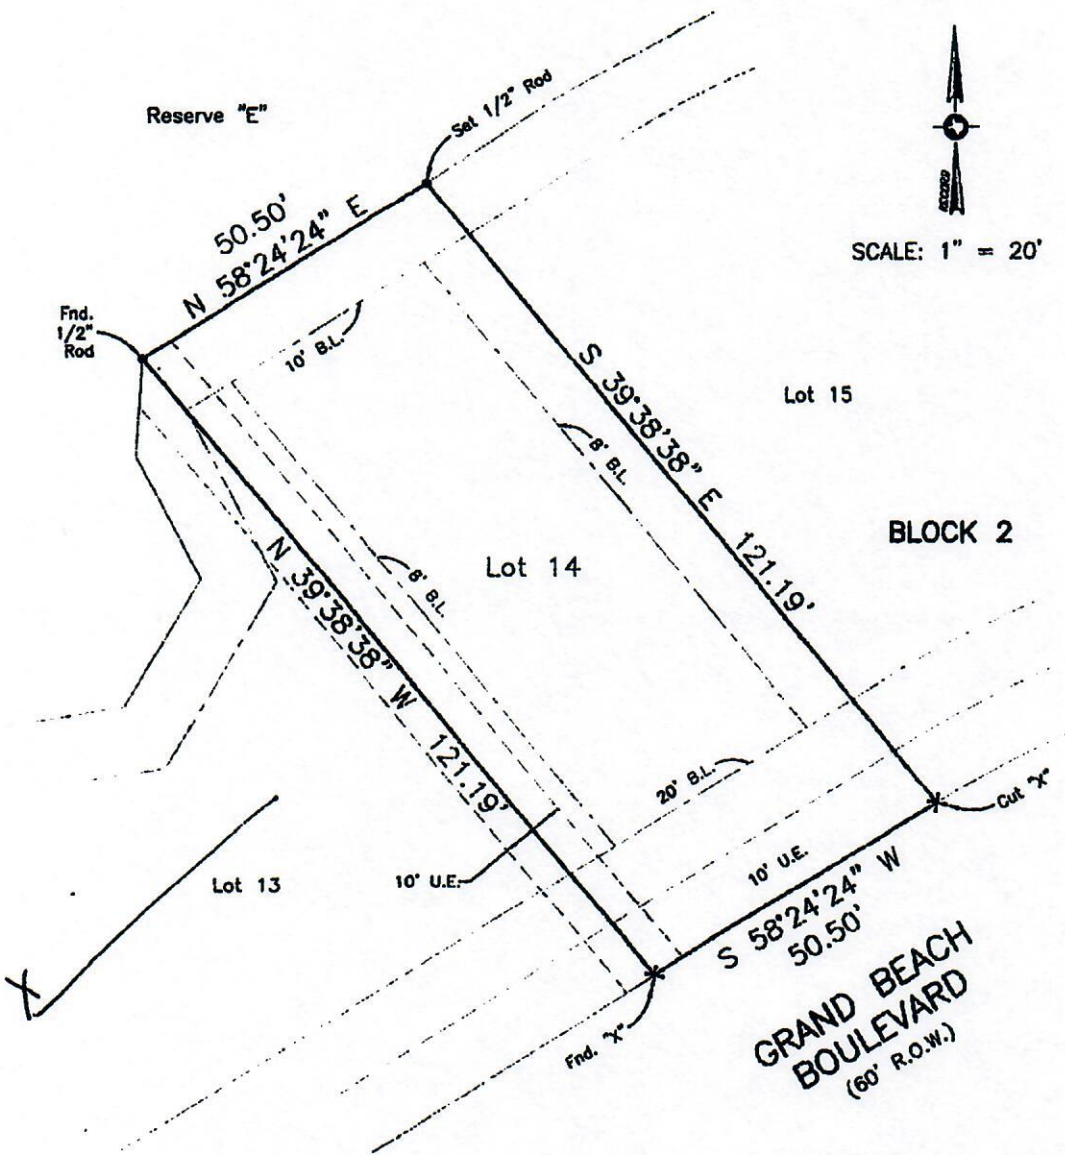 Reserve "E"
Set 1/2" Rod
RECORD
SCALE: 1" = 20'
50.50'
N 58°24'24" E
Fnd.
1/2"
Rod
10' B.L.
S 39°38'38" E 121.19'
Lot 15
8' B.L.
BLOCK 2
Lot 14
8' B.L.
N 39°38'38" W 121.19'
20' B.L.
Cut "X"
Lot 13
10' U.E.
10' U.E.
S 58°24'24" W
50.50'
GRAND BEACH
BOULEVARD
(60' R.O.W.)
Fnd. "X"
X